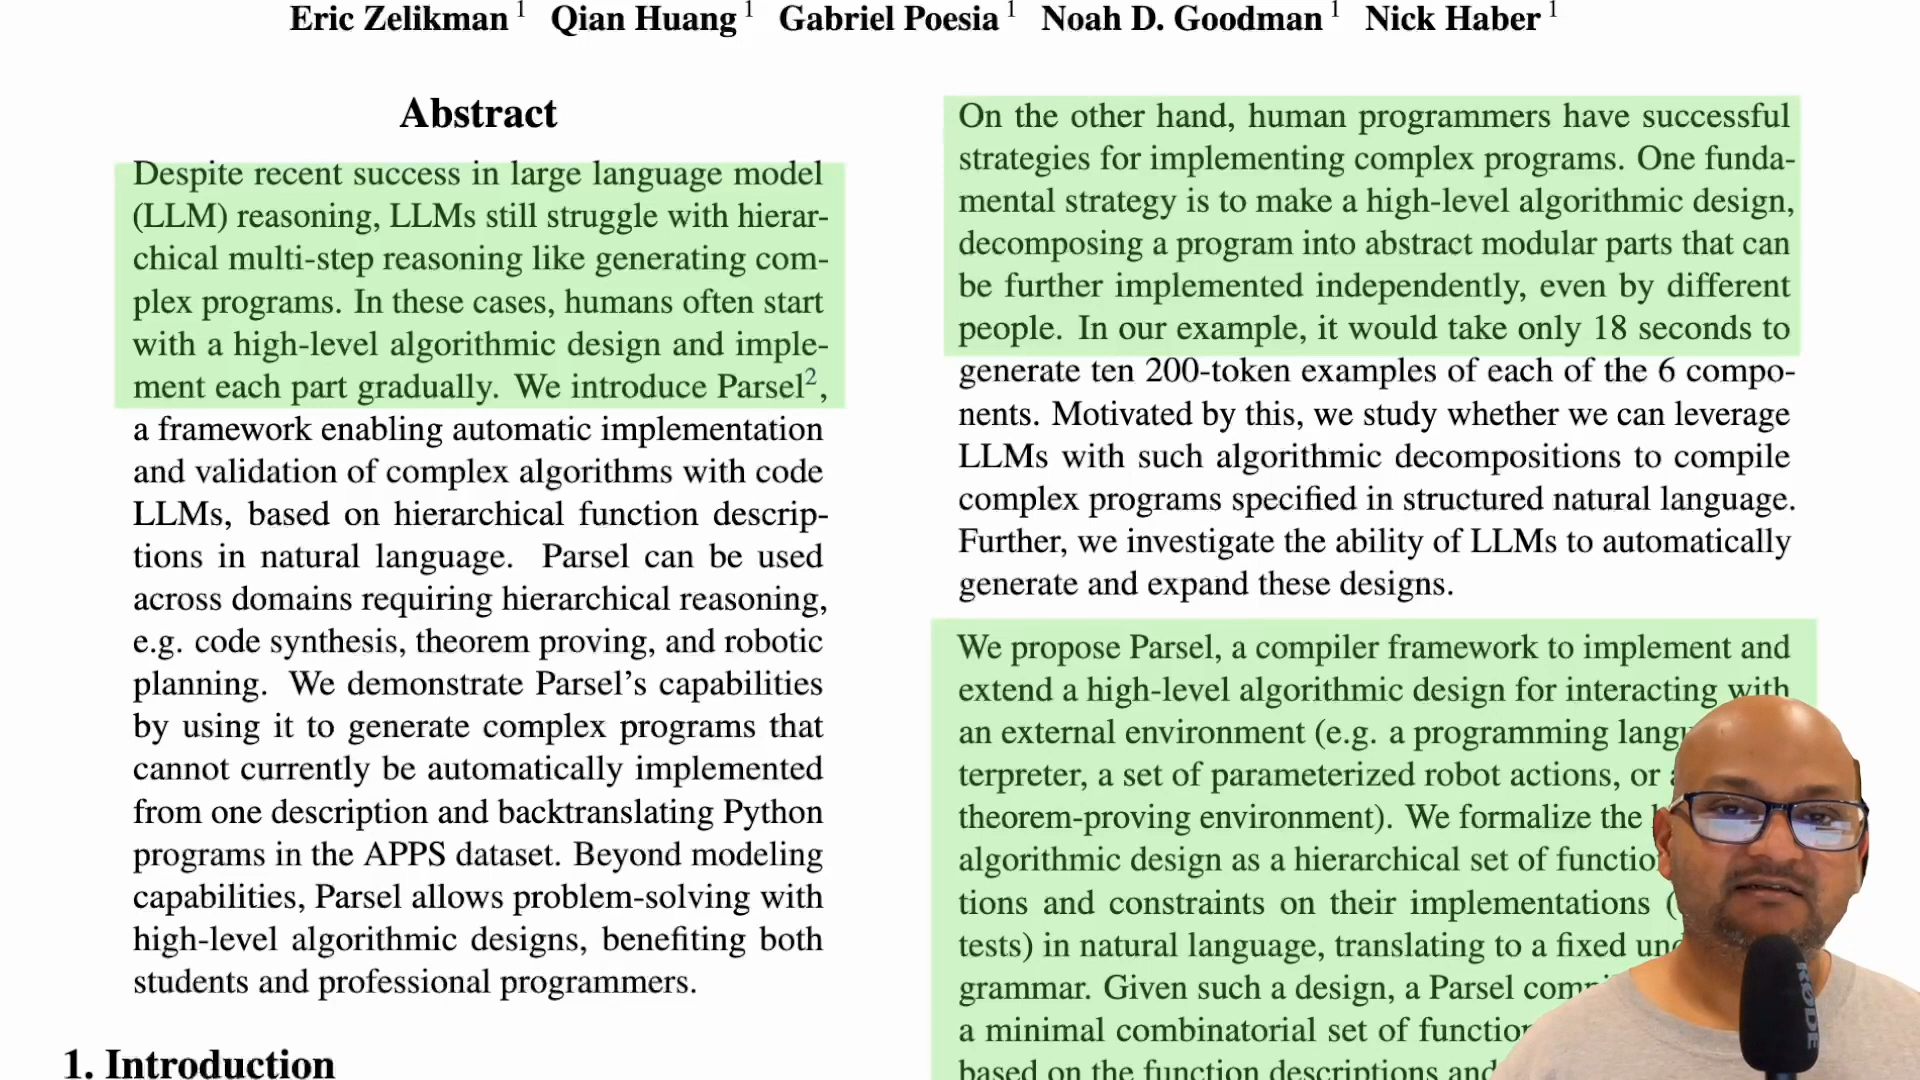 Eric Zelikman 1 Qian Huang 1 Gabriel Poesia 1 Noah D. Goodman 1 Nick Haber 1
Abstract
Despite recent success in large language model
(LLM) reasoning, LLMs still struggle with hierar-
chical multi-step reasoning like generating com-
plex programs. In these cases, humans often start
with a high-level algorithmic design and imple-
ment each part gradually. We introduce Parsel2,
a framework enabling automatic implementation
and validation of complex algorithms with code
LLMs, based on hierarchical function descrip-
tions in natural language. Parsel can be used
across domains requiring hierarchical reasoning,
e.g. code synthesis, theorem proving, and robotic
planning. We demonstrate Parsel's capabilities
by using it to generate complex programs that
cannot currently be automatically implemented
from one description and backtranslating Python
programs in the APPS dataset. Beyond modeling
capabilities, Parsel allows problem-solving with
high-level algorithmic designs, benefiting both
students and professional programmers.
1. Introduction
On the other hand, human programmers have successful
strategies for implementing complex programs. One funda-
mental strategy is to make a high-level algorithmic design,
decomposing a program into abstract modular parts that can
be further implemented independently, even by different
people. In our example, it would take only 18 seconds to
generate ten 200-token examples of each of the 6 compo-
nents. Motivated by this, we study whether we can leverage
LLMs with such algorithmic decompositions to compile
complex programs specified in structured natural language.
Further, we investigate the ability of LLMs to automatically
generate and expand these designs.
We propose Parsel, a compiler framework to implement and
extend a high-level algorithmic design for interacting with
an external environment (e.g. a programming
terpreter, a set of parameterized robot actions, or
theorem-proving environment). We formalize the
algorithmic design as a hierarchical set of
tions and constraints on their implementations (
tests) in natural language, translating to a fixed
grammar. Given such a design, a Parsel
a minimal combinatorial set of
based on the function descriptions and
RODE